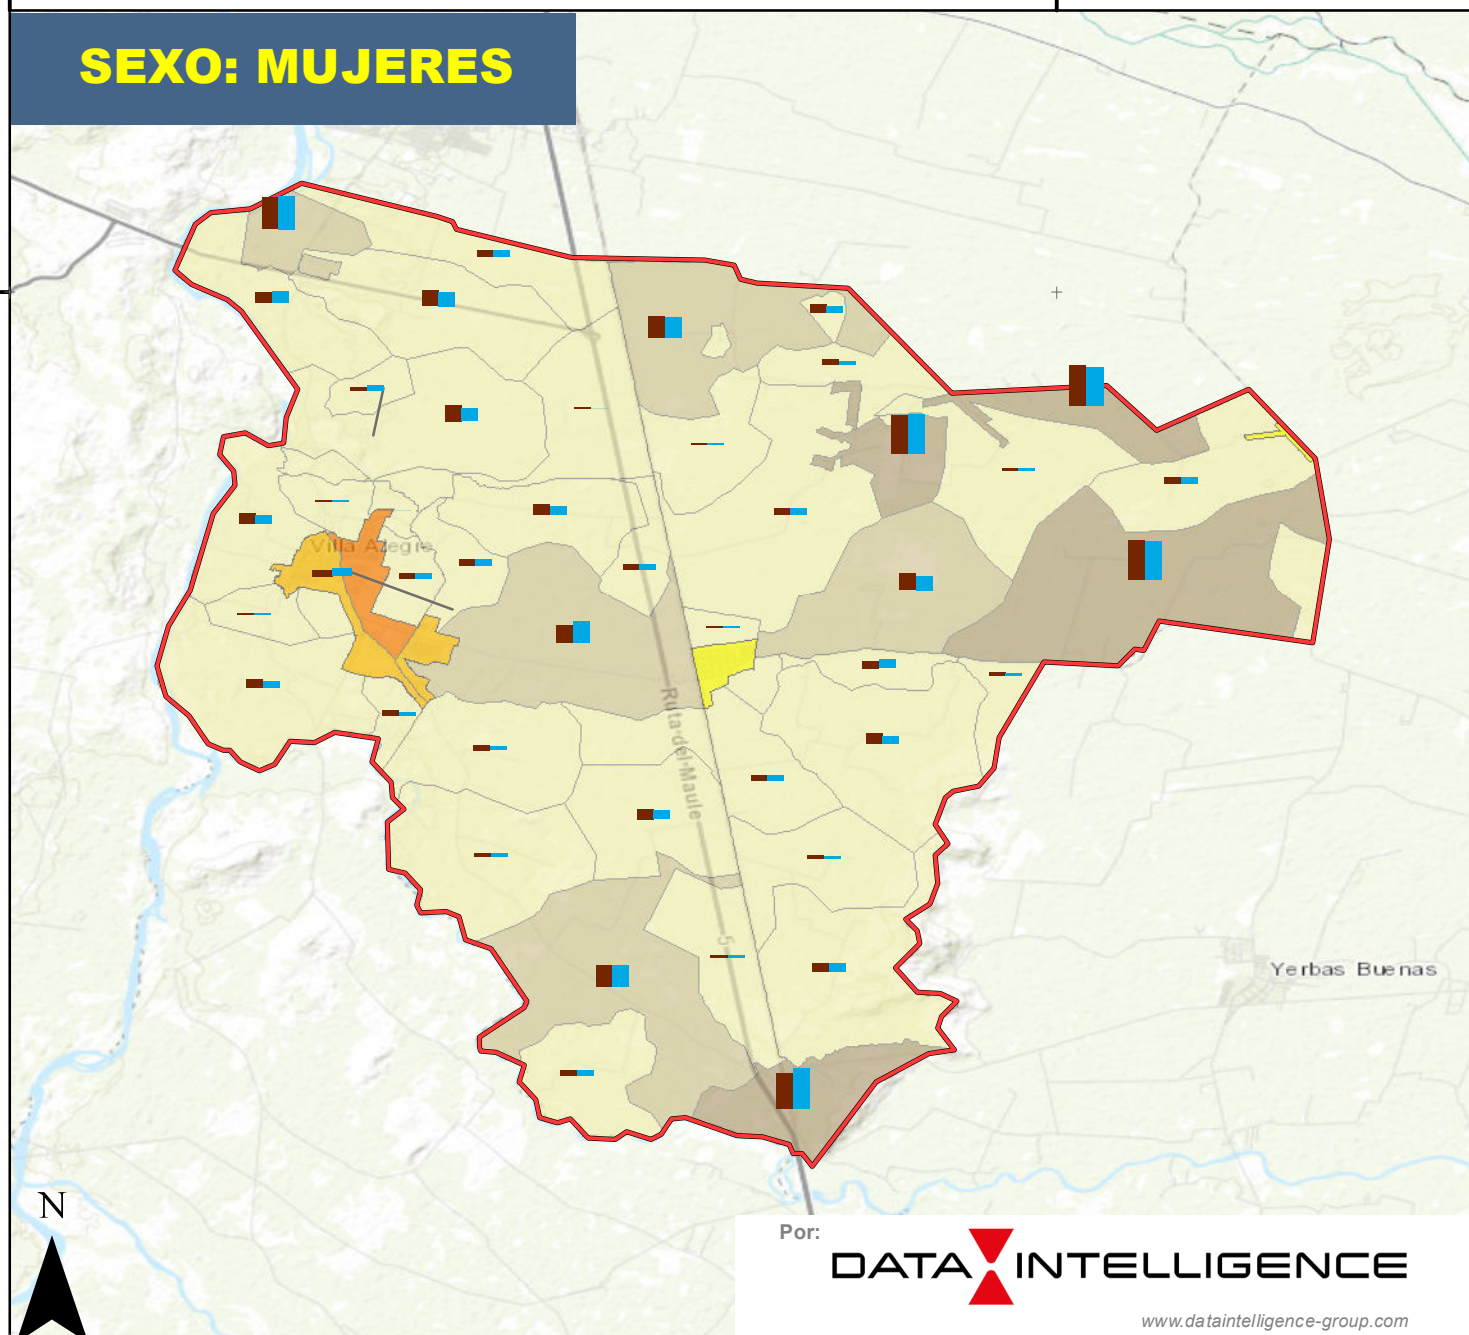 SEXO: MUJERES
Villa Alegre
Ruta-del-Maule
5
Yerbas Buenas
N
Por:
DATA INTELLIGENCE
www.dataintelligence-group.com